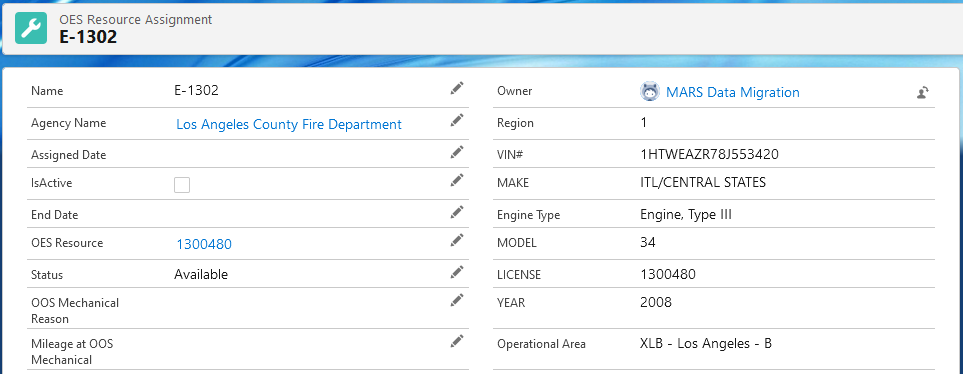 OES Resource Assignment
E-1302
Name E-1302
Owner MARS Data Migration
Agency Name Los Angeles County Fire Department
Region 1
Assigned Date
VIN# 1HTWEAZR78J553420
IsActive
MAKE ITL/CENTRAL STATES
End Date
Engine Type Engine, Type III
OES Resource 1300480
MODEL 34
Status Available
LICENSE 1300480
OOS Mechanical
Reason
YEAR 2008
Mileage at OOS
Mechanical
Operational Area XLB - Los Angeles - B